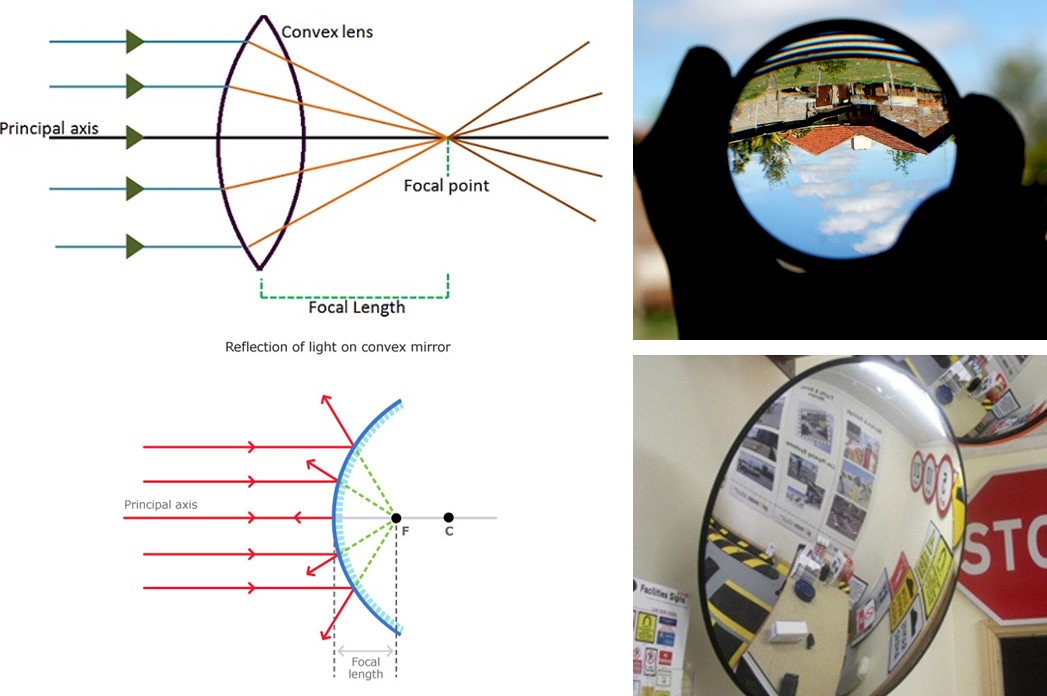 Convex lens
Principal axis
Focal point
Focal Length
Reflection of light on convex mirror
Principal axis
F
C
Focal
length
STO
Facilities Signs